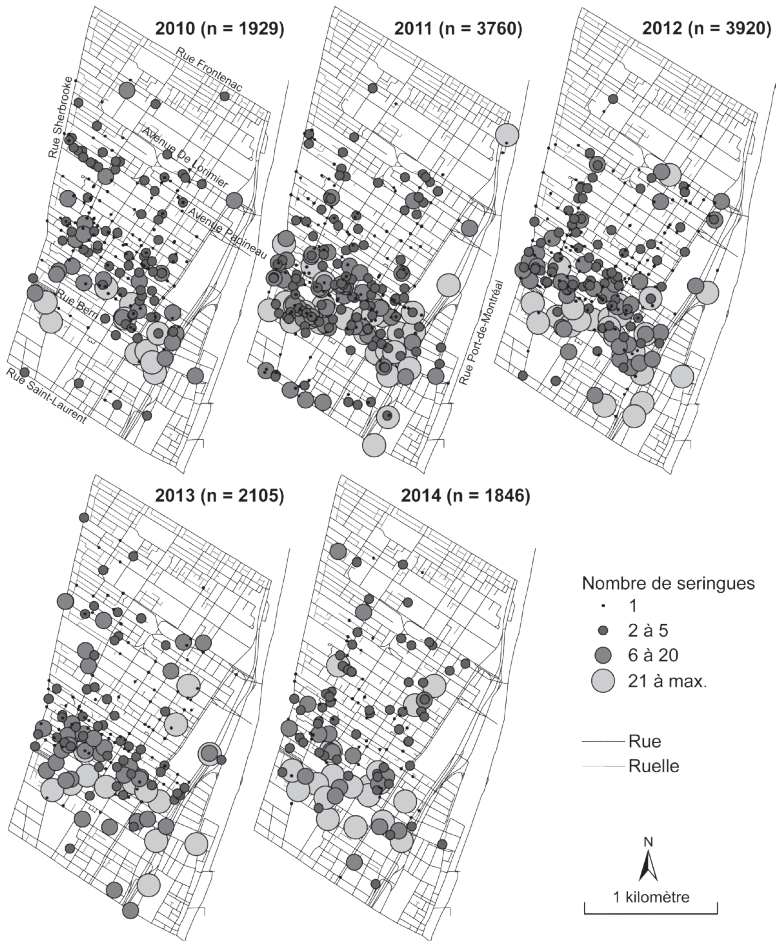 2010 (n = 1929)
2011 (n = 3760)
2012 (n = 3920)
Rue Frontenac
Rue Sherbrooke
Avenue De Lorimier
Avenue Papineau
Rue Berri
Rue Saint-Laurent
Rue Port-de-Montréal
2013 (n = 2105)
2014 (n = 1846)
Nombre de seringues
1
2 à 5
6 à 20
21 à max.
Rue
Ruelle
N
1 kilomètre